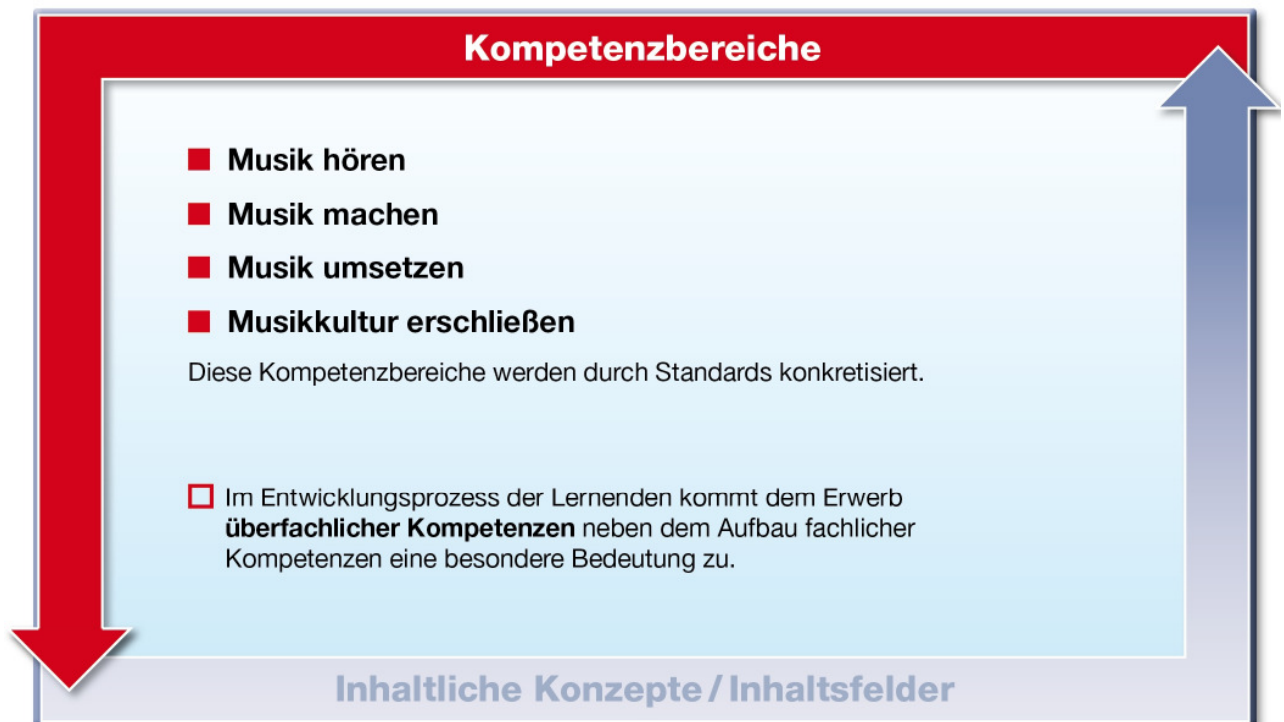 Kompetenzbereiche
Musik hören
Musik machen
Musik umsetzen
Musikkultur erschließen
Diese Kompetenzbereiche werden durch Standards konkretisiert.
Im Entwicklungsprozess der Lernenden kommt dem Erwerb
überfachlicher Kompetenzen neben dem Aufbau fachlicher
Kompetenzen eine besondere Bedeutung zu.
Inhaltliche Konzepte / Inhaltsfelder